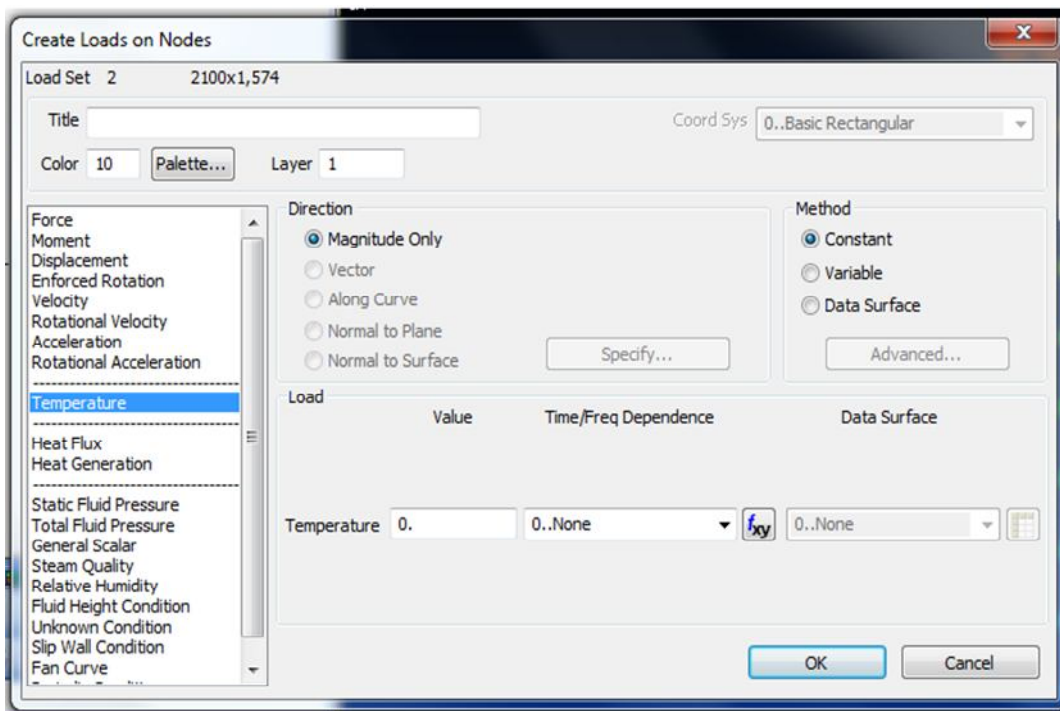 Create Loads on Nodes
Load Set 2 2100x1,574
Title
Coord Sys 0..Basic Rectangular
Color 10 Palette... Layer 1
Force
Moment
Displacement
Enforced Rotation
Velocity
Rotational Velocity
Acceleration
Rotational Acceleration
Temperature
Heat Flux
Heat Generation
Static Fluid Pressure
Total Fluid Pressure
General Scalar
Steam Quality
Relative Humidity
Fluid Height Condition
Unknown Condition
Slip Wall Condition
Fan Curve
Direction
Magnitude Only
Vector
Along Curve
Normal to Plane
Normal to Surface
Specify...
Method
Constant
Variable
Data Surface
Advanced...
Load
Value Time/Freq Dependence Data Surface
Temperature 0. 0..None fxy 0..None
OK Cancel